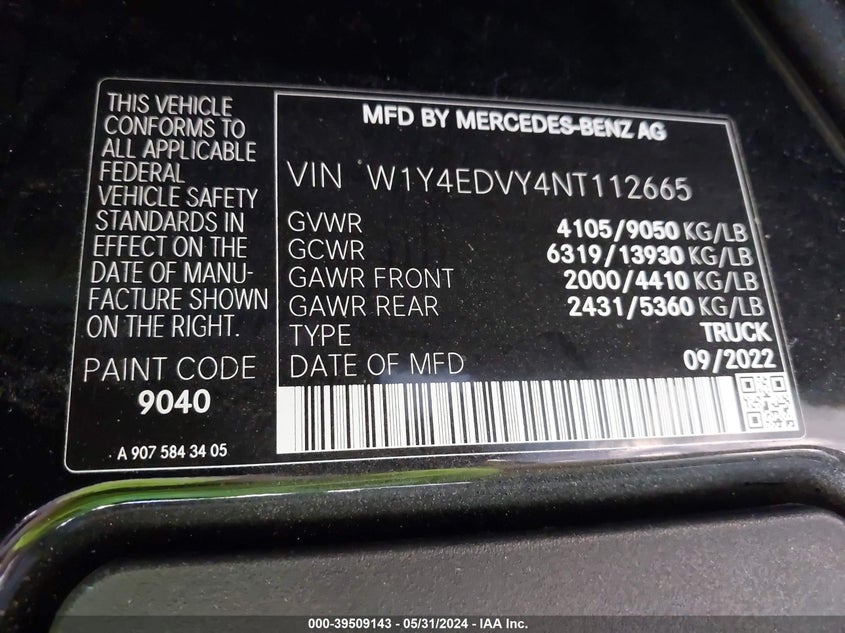 THIS VEHICLE
CONFORMS TO
ALL APPLICABLE
FEDERAL
VEHICLE SAFETY
STANDARDS IN
EFFECT ON THE
DATE OF MANU-
FACTURE SHOWN
ON THE RIGHT.
PAINT CODE
9040
A 907 584 34 05
MFD BY MERCEDES-BENZ AG
VIN W1Y4EDVY4NT112665
GVWR 4105/9050 KG/LB
GCWR 6319/13930 KG/LB
GAWR FRONT 2000/4410 KG/LB
GAWR REAR 2431/5360 KG/LB
TYPE TRUCK
DATE OF MFD 09/2022
000-39509143 - 05/31/2024 - IAA Inc.